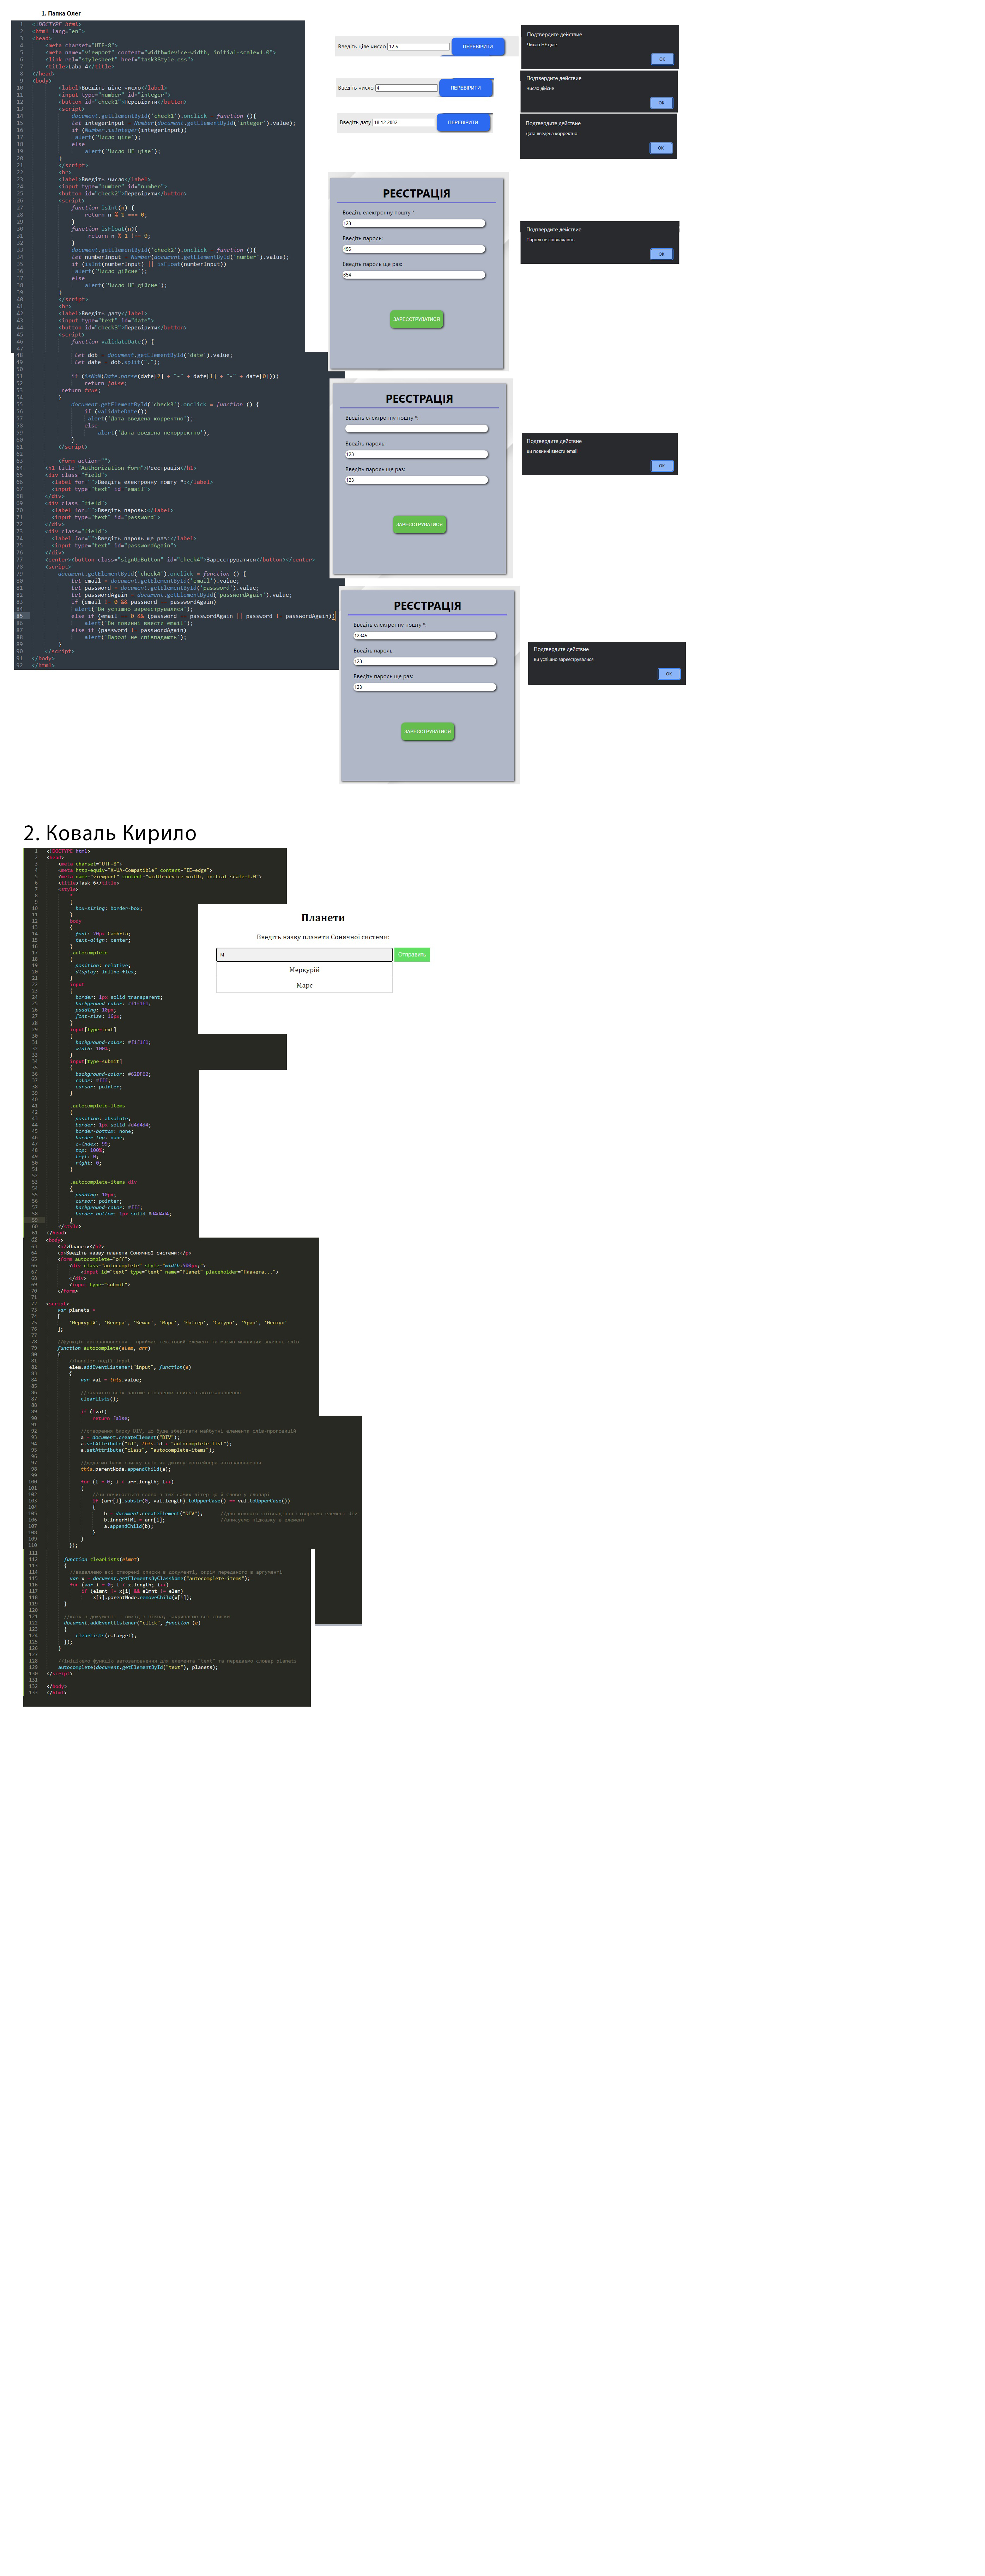 1. Папка Олег
1 <!DOCTYPE html>
2 <html lang="en">
3 <head>
4 <meta charset="UTF-8">
5 <meta name="viewport" content="width=device-width, initial-scale=1.0">
6 <link rel="stylesheet" href="task3Style.css">
7 <title>Laba 4</title>
8 </head>
9 <body>
10 <label>Введіть ціле число</label>
11 <input type="number" id="integer">
12 <button id="check1">Перевірити</button>
13 <script>
14 document.getElementById('check1').onclick = function (){
15 let integerInput = Number(document.getElementById('integer').value);
16 if (Number.isInteger(integerInput))
17 alert('Число ціле');
18 else
19 alert('Число НЕ ціле');
20 }
21 </script>
22 <br>
23 <label>Введіть число</label>
24 <input type="number" id="number">
25 <button id="check2">Перевірити</button>
26 <script>
27 function isInt(n) {
28 return n % 1 === 0;
29 }
30 function isFloat(n){
31 return n % 1 !== 0;
32 }
33 document.getElementById('check2').onclick = function (){
34 let numberInput = Number(document.getElementById('number').value);
35 if (isInt(numberInput) || isFloat(numberInput))
36 alert('Число дійсне');
37 else
38 alert('Число НЕ дійсне');
39 }
40 </script>
41 <br>
42 <label>Введіть дату</label>
43 <input type="text" id="date">
44 <button id="check3">Перевірити</button>
45 <script>
46 function validateDate() {
47
48 let dob = document.getElementById('date').value;
49 let date = dob.split(".");
50
51 if (isNaN(Date.parse(date[2] + "-" + date[1] + "-" + date[0])))
52 return false;
53 return true;
54 }
55 document.getElementById('check3').onclick = function () {
56 if (validateDate())
57 alert('Дата введена корректно');
58 else
59 alert('Дата введена некорректно');
60 }
61 </script>
62
63 <form action="">
64 <h1 title="Authorization form">Реєстрація</h1>
65 <div class="field">
66 <label for="">Введіть електронну пошту *:</label>
67 <input type="text" id="email">
68 </div>
69 <div class="field">
70 <label for="">Введіть пароль:</label>
71 <input type="text" id="password">
72 </div>
73 <div class="field">
74 <label for="">Введіть пароль ще раз:</label>
75 <input type="text" id="passwordAgain">
76 </div>
77 <center><button class="signUpButton" id="check4">Зареєструватися</button></center>
78 <script>
79 document.getElementById('check4').onclick = function () {
80 let email = document.getElementById('email').value;
81 let password = document.getElementById('password').value;
82 let passwordAgain = document.getElementById('passwordAgain').value;
83 if (email != 0 && password == passwordAgain)
84 alert('Ви успішно зареєструвалися');
85 else if (email == 0 && (password == passwordAgain || password != passwordAgain))
86 alert('Ви повинні ввести email');
87 else if (password != passwordAgain)
88 alert('Паролі не співпадають');
89 }
90 </script>
91 </body>
92 </html>
Введіть ціле число 12.5 ПЕРЕВІРИТИ
Подтвердите действие
Число НЕ ціле
ОК
Введіть число 4 ПЕРЕВІРИТИ
Подтвердите действие
Число дійсне
ОК
Введіть дату 18.12.2002 ПЕРЕВІРИТИ
Подтвердите действие
Дата введена корректно
ОК
РЕЄСТРАЦІЯ
Введіть електронну пошту *:
123
Введіть пароль:
456
Введіть пароль ще раз:
654
ЗАРЕЄСТРУВАТИСЯ
Подтвердите действие
Паролі не співпадають
ОК
РЕЄСТРАЦІЯ
Введіть електронну пошту *:
Введіть пароль:
123
Введіть пароль ще раз:
123
ЗАРЕЄСТРУВАТИСЯ
Подтвердите действие
Ви повинні ввести email
ОК
РЕЄСТРАЦІЯ
Введіть електронну пошту *:
12345
Введіть пароль:
123
Введіть пароль ще раз:
123
ЗАРЕЄСТРУВАТИСЯ
Подтвердите действие
Ви успішно зареєструвалися
ОК
2. Коваль Кирило
1 <!DOCTYPE html>
2 <head>
3 <meta charset="UTF-8">
4 <meta http-equiv="X-UA-Compatible" content="IE=edge">
5 <meta name="viewport" content="width=device-width, initial-scale=1.0">
6 <title>Task 6</title>
7 <style>
8 *
9 {
10 box-sizing: border-box;
11 }
12 body
13 {
14 font: 20px Cambria;
15 text-align: center;
16 }
17 .autocomplete
18 {
19 position: relative;
20 display: inline-flex;
21 }
22 input
23 {
24 border: 1px solid transparent;
25 background-color: #f1f1f1;
26 padding: 10px;
27 font-size: 16px;
28 }
29 input[type=text]
30 {
31 background-color: #f1f1f1;
32 width: 100%;
33 }
34 input[type=submit]
35 {
36 background-color: #62DF62;
37 color: #fff;
38 cursor: pointer;
39 }
40
41 .autocomplete-items
42 {
43 position: absolute;
44 border: 1px solid #d4d4d4;
45 border-bottom: none;
46 border-top: none;
47 z-index: 99;
48 top: 100%;
49 left: 0;
50 right: 0;
51 }
52
53 .autocomplete-items div
54 {
55 padding: 10px;
56 cursor: pointer;
57 background-color: #fff;
58 border-bottom: 1px solid #d4d4d4;
59 }
60 </style>
61 </head>
62 <body>
63 <h2>Планети</h2>
64 <p>Введіть назву планети Сонячної системи:</p>
65 <form autocomplete="off">
66 <div class="autocomplete" style="width:500px;">
67 <input id="text" type="text" name="Planet" placeholder="Планета...">
68 </div>
69 <input type="submit">
70 </form>
71
72 <script>
73 var planets =
74 [
75 'Меркурій', 'Венера', 'Земля', 'Марс', 'Юпітер', 'Сатурн', 'Уран', 'Нептун'
76 ];
77
78 //функція автозаповнення - приймає текстовий елемент та масив можливих значень слів
79 function autocomplete(elem, arr)
80 {
81 //handler події input
82 elem.addEventListener("input", function(e)
83 {
84 var val = this.value;
85
86 //закриття всіх раніше створених списків автозаповнення
87 clearLists();
88
89 if (!val)
90 return false;
91
92 //створення блоку DIV, що буде зберігати майбутні елементи слів-пропозицій
93 a = document.createElement("DIV");
94 a.setAttribute("id", this.id + "autocomplete-list");
95 a.setAttribute("class", "autocomplete-items");
96
97 //додаємо блок списку слів як дитину контейнера автозаповнення
98 this.parentNode.appendChild(a);
99
100 for (i = 0; i < arr.length; i++)
101 {
102 //чи починається слово з тих самих літер що й слово у словарі
103 if (arr[i].substr(0, val.length).toUpperCase() == val.toUpperCase())
104 {
105 b = document.createElement("DIV"); //для кожного співпадіння створюємо елемент div
106 b.innerHTML = arr[i]; //вписуємо підказку в елемент
107 a.appendChild(b);
108 }
109 }
110 });
111
112 function clearLists(elmnt)
113 {
114 //видаляємо всі створені списки в документі, окрім переданого в аргументі
115 var x = document.getElementsByClassName("autocomplete-items");
116 for (var i = 0; i < x.length; i++)
117 if (elmnt != x[i] && elmnt != elem)
118 x[i].parentNode.removeChild(x[i]);
119 }
120
121 //клік в документі = вихід з вікна, закриваємо всі списки
122 document.addEventListener("click", function (e)
123 {
124 clearLists(e.target);
125 });
126 }
127
128 //ініціюємо функцію автозаповнення для елемента "text" та передаємо словар planets
129 autocomplete(document.getElementById("text"), planets);
130 </script>
131
132 </body>
133 </html>
Планети
Введіть назву планети Сонячної системи:
м Отправить
Меркурій
Марс